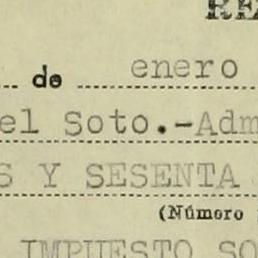 RE
de enero
el Soto.-Adm
S Y SESENTA
(Número
IMPUESTO SO